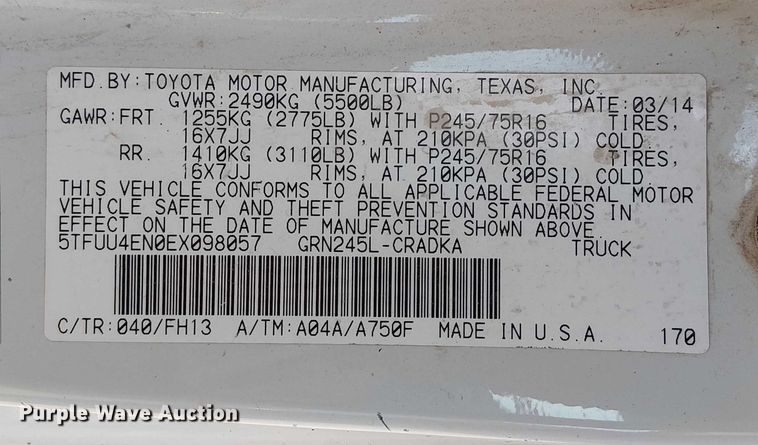 MFD. BY: TOYOTA MOTOR MANUFACTURING, TEXAS, INC.
GVWR: 2490KG (5500LB) DATE: 03/14
GAWR: FRT. 1255KG (2775LB) WITH P245/75R16 TIRES,
16X7JJ RIMS, AT 210KPA (30PSI) COLD
RR. 1410KG (3110LB) WITH P245/75R16 TIRES,
16X7JJ RIMS, AT 210KPA (30PSI) COLD
THIS VEHICLE CONFORMS TO ALL APPLICABLE FEDERAL MOTOR
VEHICLE SAFETY AND THEFT PREVENTION STANDARDS IN
EFFECT ON THE DATE OF MANUFACTURE SHOWN ABOVE.
5TFUU4EN0EX098057 GRN245L-CRADKA TRUCK
C/TR: 040/FH13 A/TM: A04A/A750F MADE IN U.S.A. 170
Purple Wave Auction